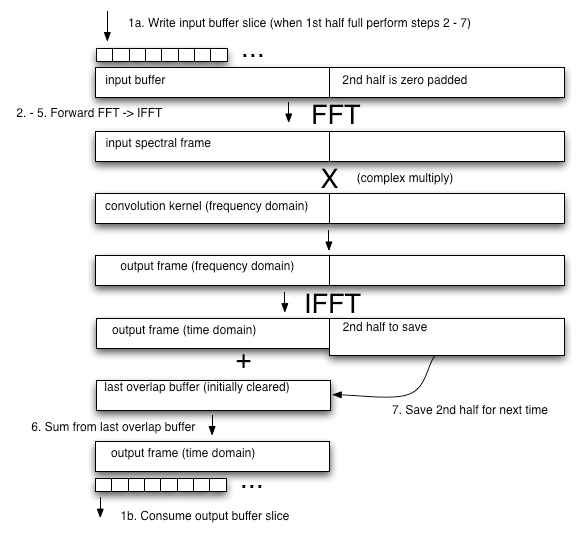 1a. Write input buffer slice (when 1st half full perform steps 2 - 7)
...
input buffer
2nd half is zero padded
2. - 5. Forward FFT -> IFFT
FFT
input spectral frame
X (complex multiply)
convolution kernel (frequency domain)
output frame (frequency domain)
IFFT
output frame (time domain)
2nd half to save
+
last overlap buffer (initially cleared)
7. Save 2nd half for next time
6. Sum from last overlap buffer
output frame (time domain)
...
1b. Consume output buffer slice